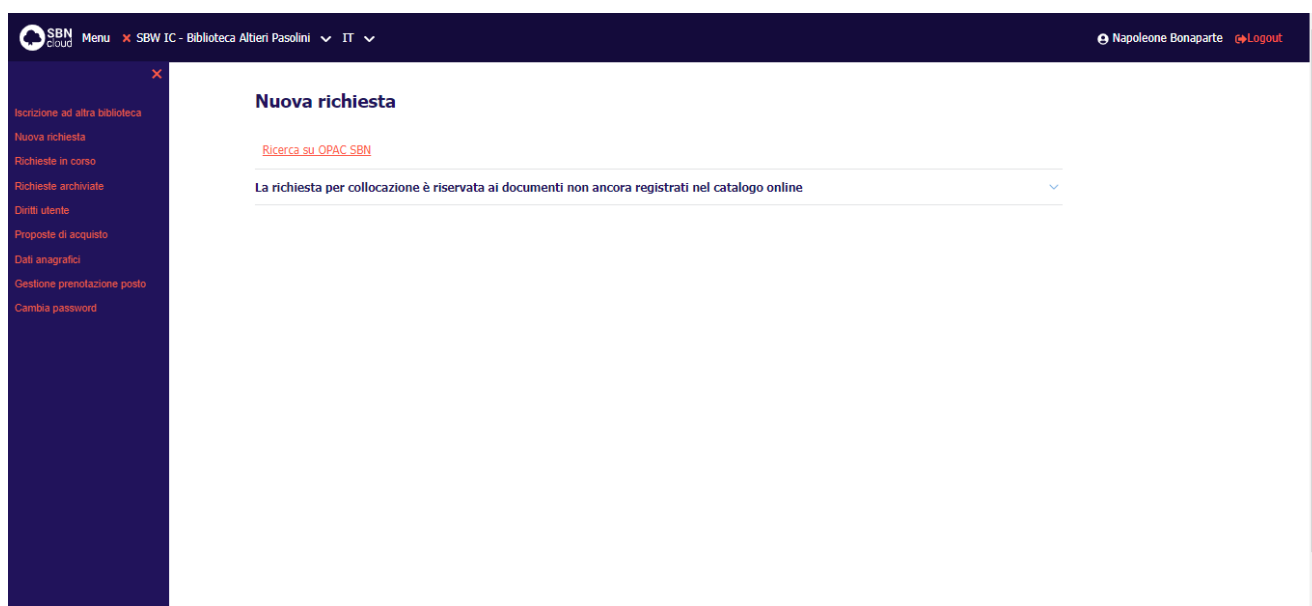 SBN cloud Menu SBW IC - Biblioteca Altieri Pasolini IT Napoleone Bonaparte Logout
Iscrizione ad altra biblioteca
Nuova richiesta
Richieste in corso
Richieste archiviate
Diritti utente
Proposte di acquisto
Dati anagrafici
Gestione prenotazione posto
Cambia password
Nuova richiesta
Ricerca su OPAC SBN
La richiesta per collocazione è riservata ai documenti non ancora registrati nel catalogo online